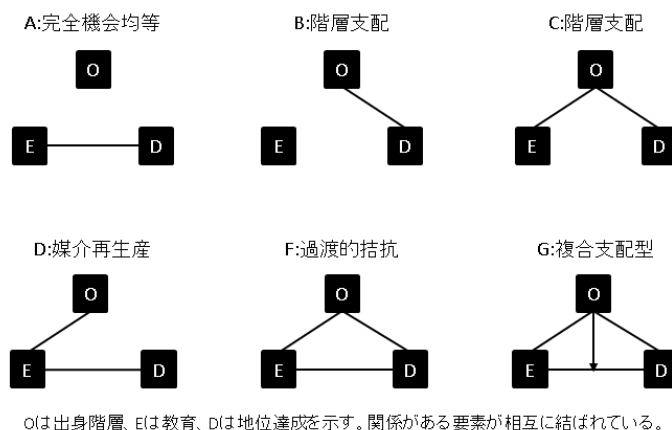 A:完全機会均等 B:階層支配 C:階層支配
O O O
E D E D E D
D:媒介再生産 F:過渡的拮抗 G:複合支配型
O O O
E D E D E D
Oは出身階層、Eは教育、Dは地位達成を示す。関係がある要素が相互に結ばれている。